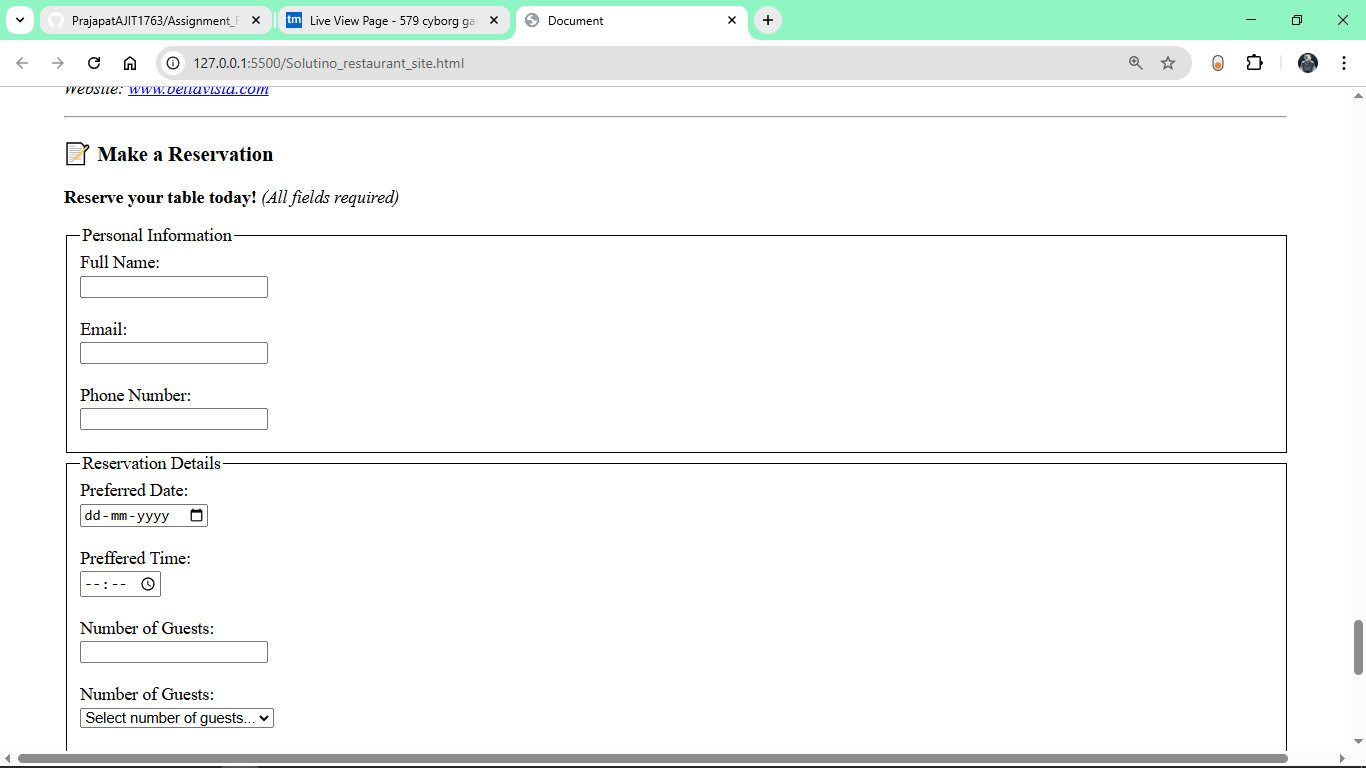 PrajapatAJIT1763/Assignment_F
tm Live View Page - 579 cyborg ga
Document
127.0.0.1:5500/Solutino_restaurant_site.html
Website: www.bellavista.com
Make a Reservation
Reserve your table today! (All fields required)
Personal Information
Full Name:
Email:
Phone Number:
Reservation Details
Preferred Date:
dd-mm-yyyy
Preffered Time:
--:--
Number of Guests:
Number of Guests:
Select number of guests...